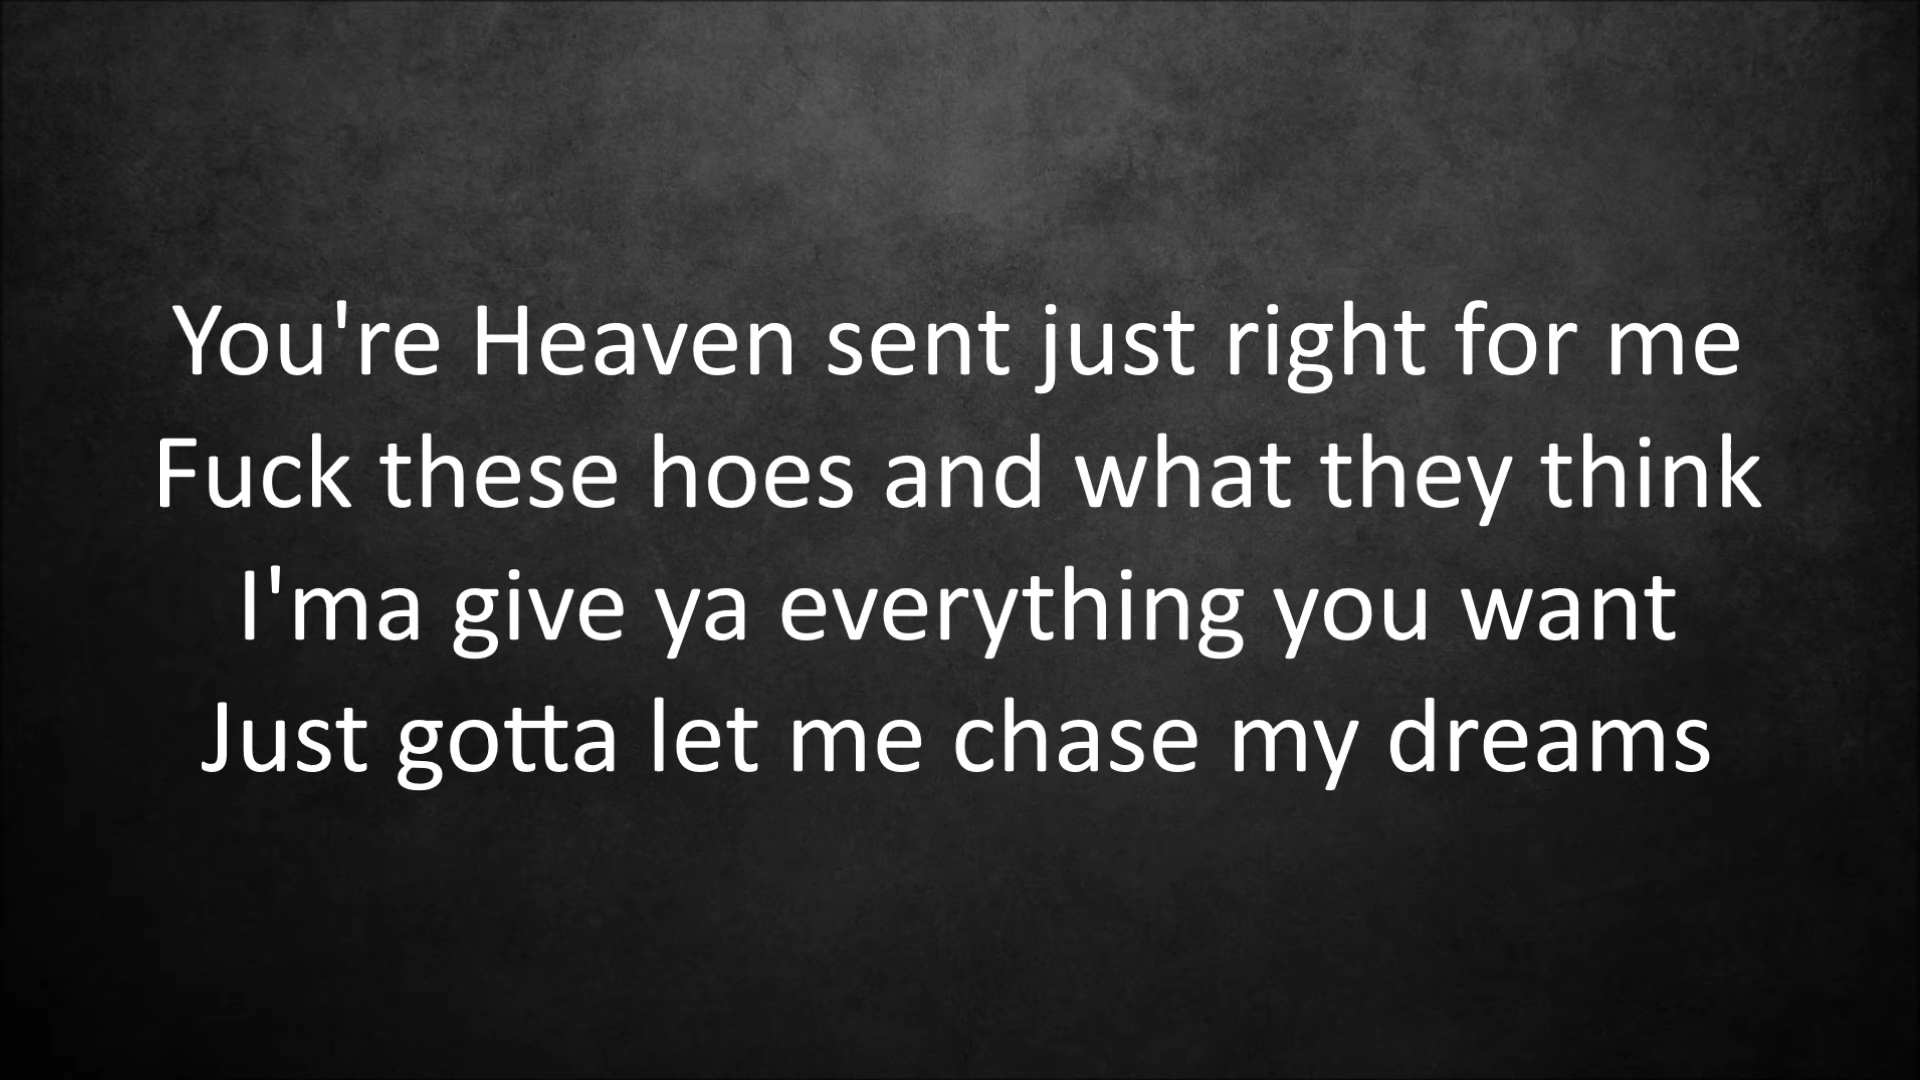 You're Heaven sent just right for me
Fuck these hoes and what they think
I'ma give ya everything you want
Just gotta let me chase my dreams